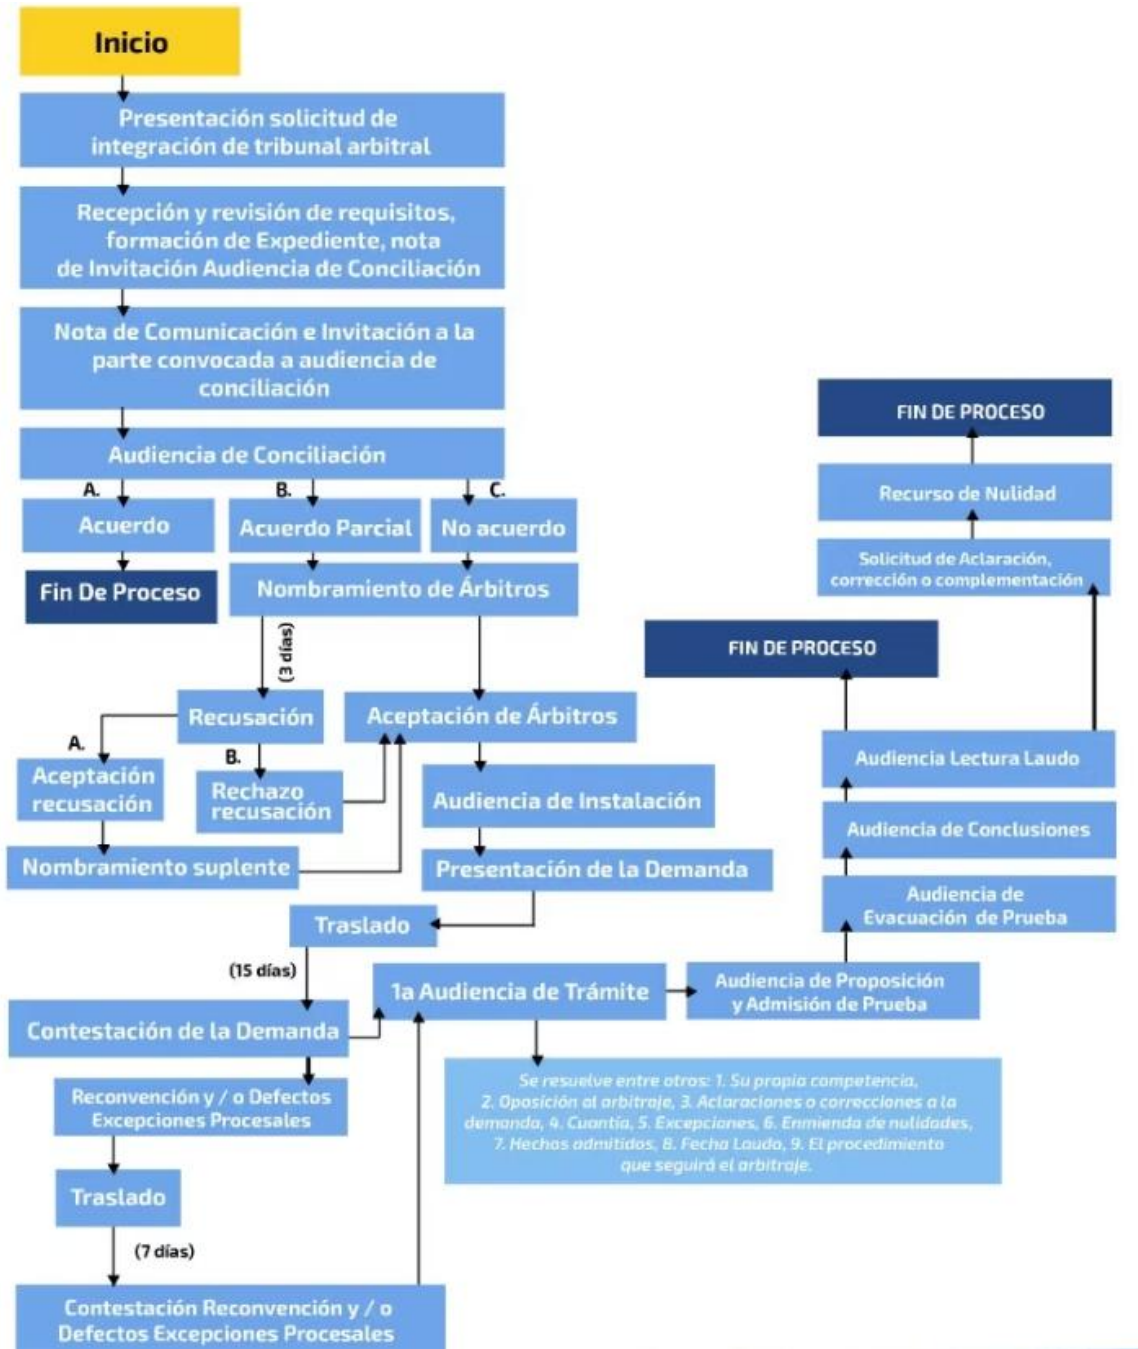 Inicio
Presentación solicitud de
integración de tribunal arbitral
Recepción y revisión de requisitos,
formación de Expediente, nota
de Invitación Audiencia de Conciliación
Nota de Comunicación e Invitación a la
parte convocada a audiencia de
conciliación
Audiencia de Conciliación
A.
B.
C.
Acuerdo
Acuerdo Parcial
No acuerdo
Fin De Proceso
Nombramiento de Árbitros
(3 días)
Recusación
Aceptación de Árbitros
A.
B.
Aceptación
recusación
Rechazo
recusación
Nombramiento suplente
Audiencia de Instalación
Presentación de la Demanda
Traslado
(15 días)
Contestación de la Demanda
Reconvención y / o Defectos
Excepciones Procesales
Traslado
(7 días)
Contestación Reconvención y / o
Defectos Excepciones Procesales
1a Audiencia de Trámite
Se resuelve entre otros: 1. Su propia competencia,
2. Oposición al arbitraje, 3. Aclaraciones o correcciones a la
demanda, 4. Cuantía, 5. Excepciones, 6. Enmienda de nulidades,
7. Hechos admitidos, 8. Fecha Laudo, 9. El procedimiento
que seguirá el arbitraje.
Audiencia de Proposición
y Admisión de Prueba
Audiencia de
Evacuación de Prueba
Audiencia de Conclusiones
Audiencia Lectura Laudo
FIN DE PROCESO
Solicitud de Aclaración,
corrección o complementación
Recurso de Nulidad
FIN DE PROCESO